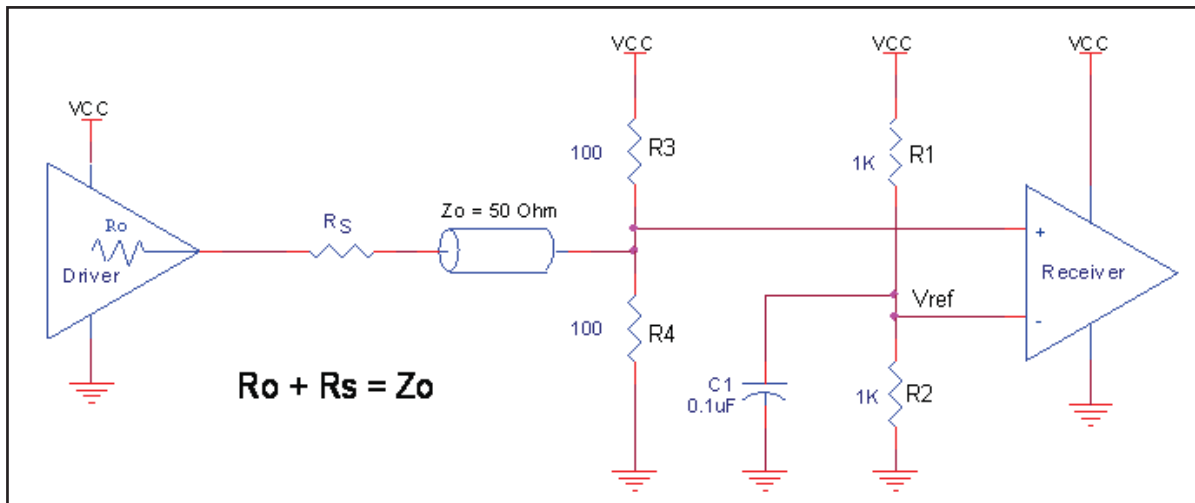 VCC
VCC
VCC
VCC
100
R3
1K
R1
Ro
RS
Zo = 50 Ohm
+
Driver
Receiver
Vref
-
100
R4
Ro + Rs = Zo
C1
0.1uF
1K
R2